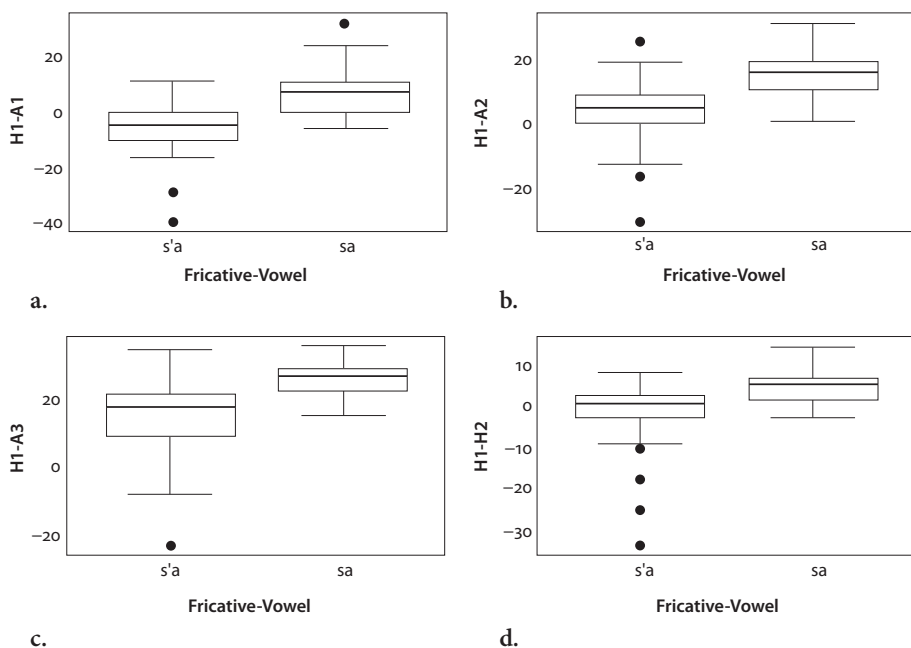 20
0
−20
−40
H1-A1
s'a
sa
Fricative-Vowel
a.
20
0
−20
H1-A2
s'a
sa
Fricative-Vowel
b.
20
0
−20
H1-A3
s'a
sa
Fricative-Vowel
c.
10
0
−10
−20
−30
H1-H2
s'a
sa
Fricative-Vowel
d.